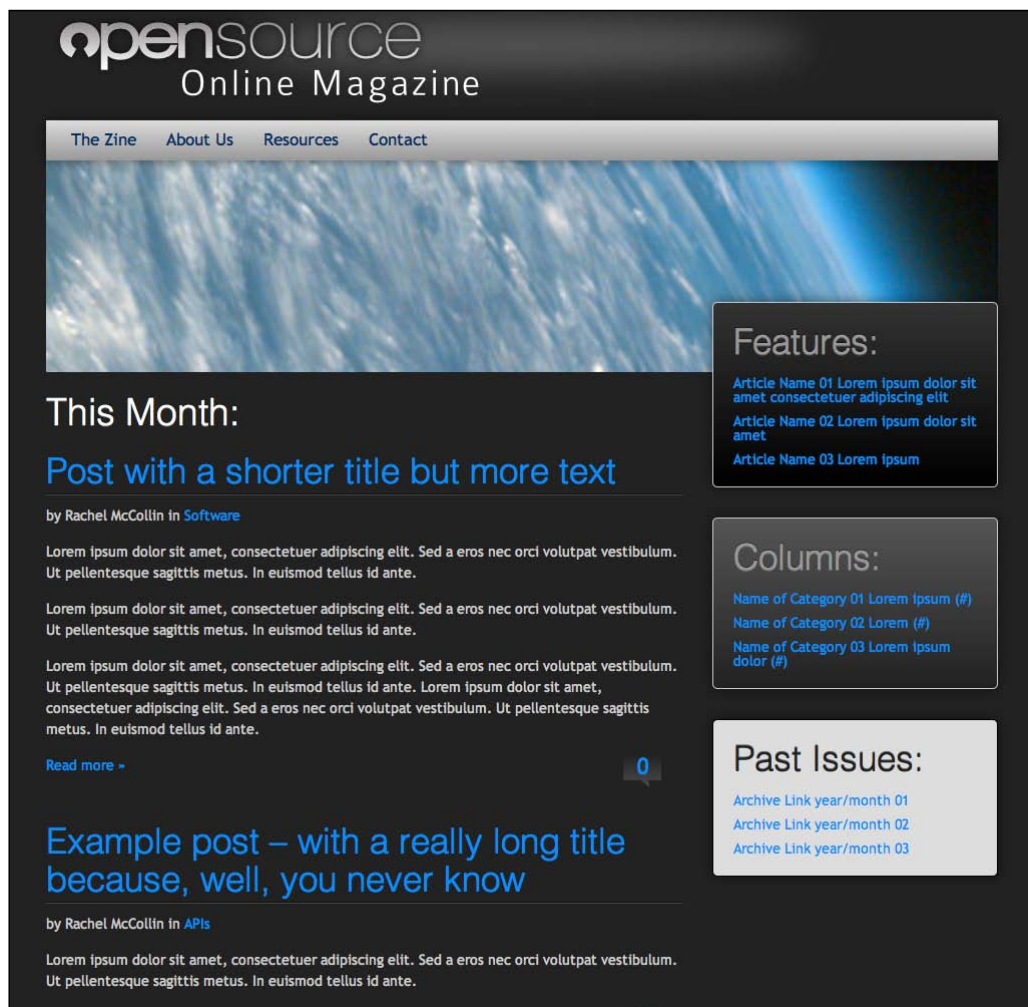 opensource
Online Magazine
The Zine About Us Resources Contact
This Month:
Post with a shorter title but more text
by Rachel McCollin in Software
Lorem ipsum dolor sit amet, consectetuer adipiscing elit. Sed a eros nec orci volutpat vestibulum.
Ut pellentesque sagittis metus. In euismod tellus id ante.
Lorem ipsum dolor sit amet, consectetuer adipiscing elit. Sed a eros nec orci volutpat vestibulum.
Ut pellentesque sagittis metus. In euismod tellus id ante.
Lorem ipsum dolor sit amet, consectetuer adipiscing elit. Sed a eros nec orci volutpat vestibulum.
Ut pellentesque sagittis metus. In euismod tellus id ante. Lorem ipsum dolor sit amet,
consectetuer adipiscing elit. Sed a eros nec orci volutpat vestibulum. Ut pellentesque sagittis
metus. In euismod tellus id ante.
Read more »
0
Example post – with a really long title
because, well, you never know
by Rachel McCollin in APIs
Lorem ipsum dolor sit amet, consectetuer adipiscing elit. Sed a eros nec orci volutpat vestibulum.
Ut pellentesque sagittis metus. In euismod tellus id ante.
Features:
Article Name 01 Lorem ipsum dolor sit
amet consectetuer adipiscing elit
Article Name 02 Lorem ipsum dolor sit
amet
Article Name 03 Lorem ipsum
Columns:
Name of Category 01 Lorem ipsum (#)
Name of Category 02 Lorem (#)
Name of Category 03 Lorem ipsum
dolor (#)
Past Issues:
Archive Link year/month 01
Archive Link year/month 02
Archive Link year/month 03